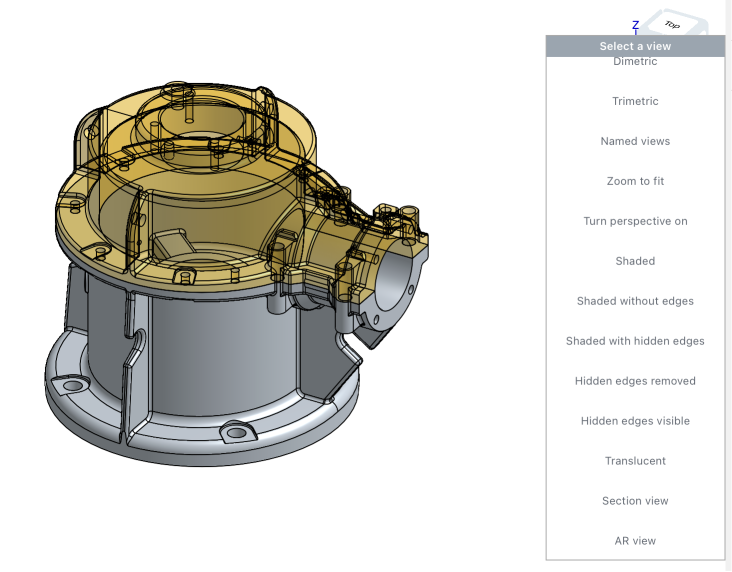 Z
TOP
Select a view
Dimetric
Trimetric
Named views
Zoom to fit
Turn perspective on
Shaded
Shaded without edges
Shaded with hidden edges
Hidden edges removed
Hidden edges visible
Translucent
Section view
AR view